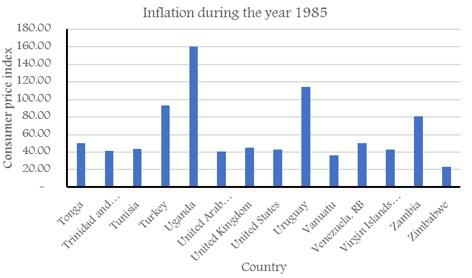 Inflation during the year 1985
Consumer price index
180.00
160.00
140.00
120.00
100.00
80.00
60.00
40.00
20.00
-
Tonga
Trinidad and…
Tunisia
Turkey
Uganda
United Arab…
United Kingdom
United States
Uruguay
Vanuatu
Venezuela, RB
Virgin Islands…
Zambia
Zimbabwe
Country